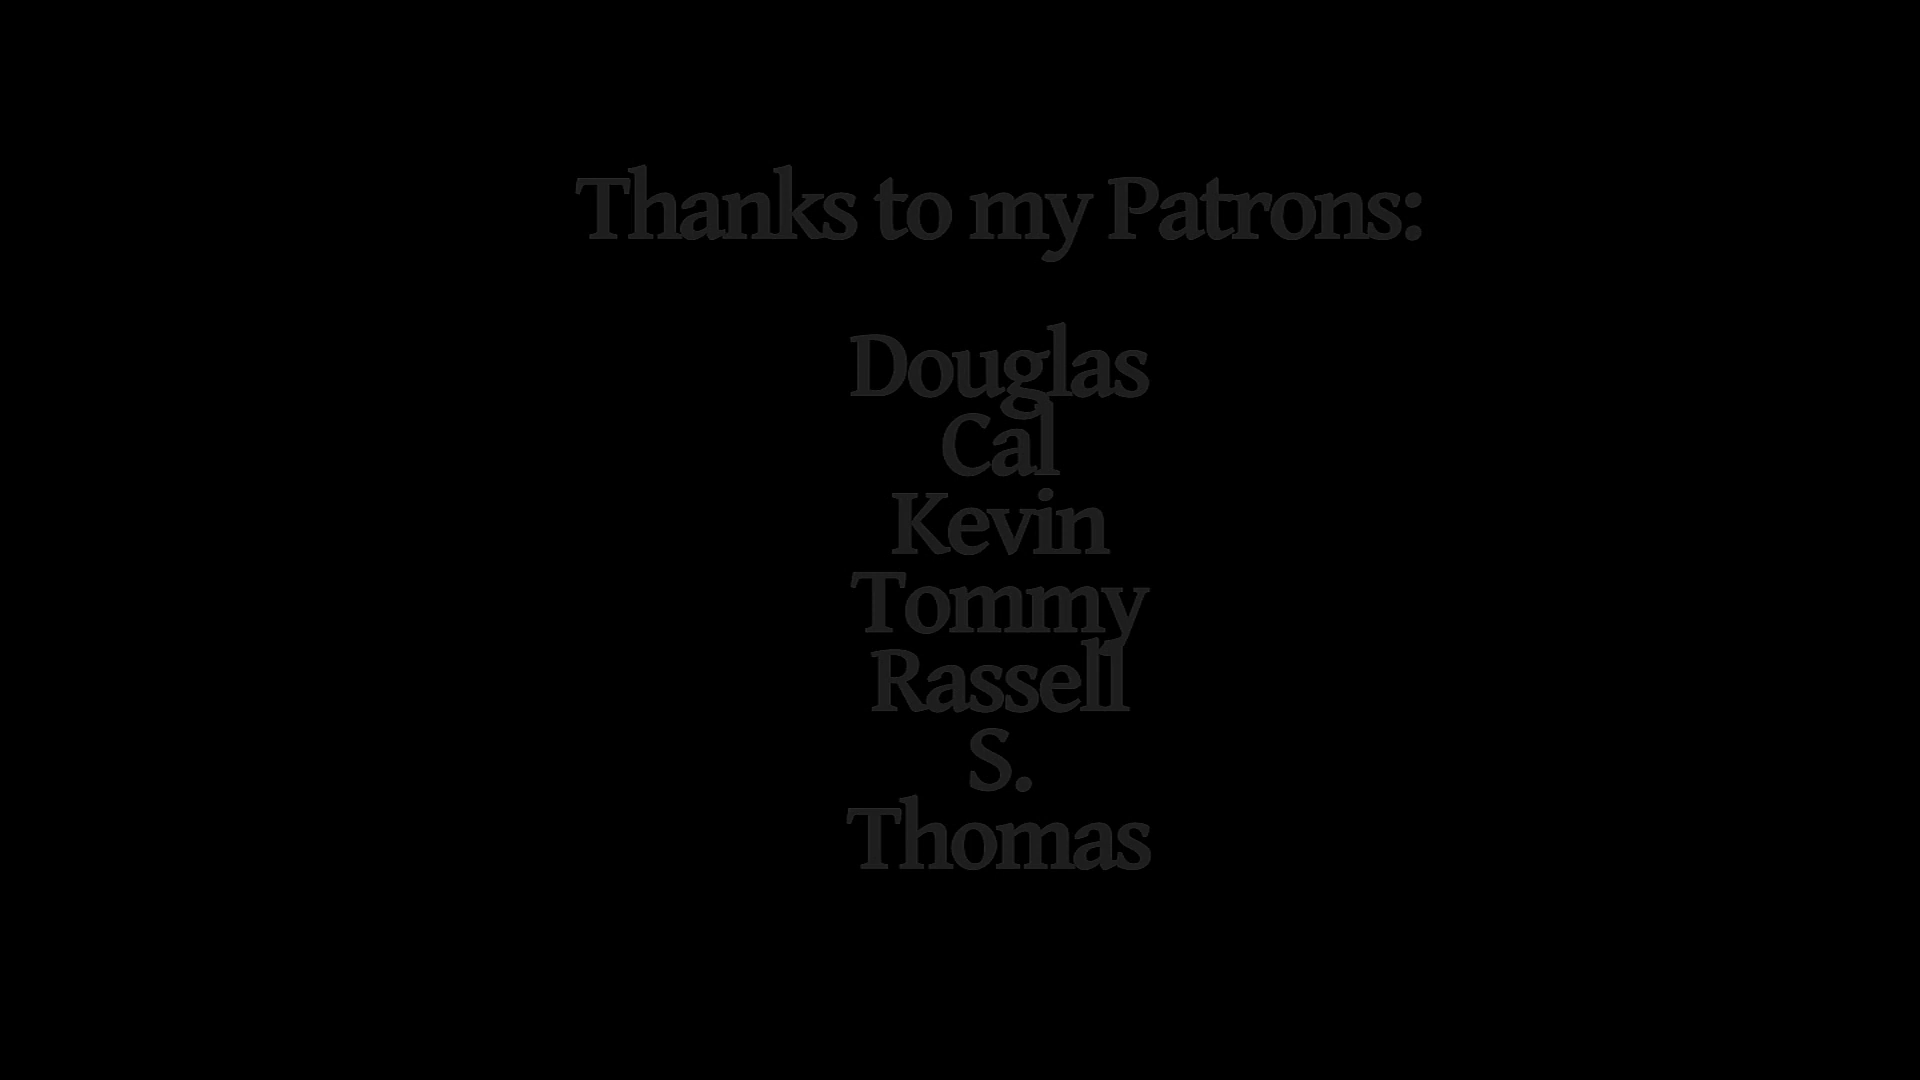 Thanks to my Patrons:
Douglas
Cal
Kevin
Tommy
Rassell
S.
Thomas